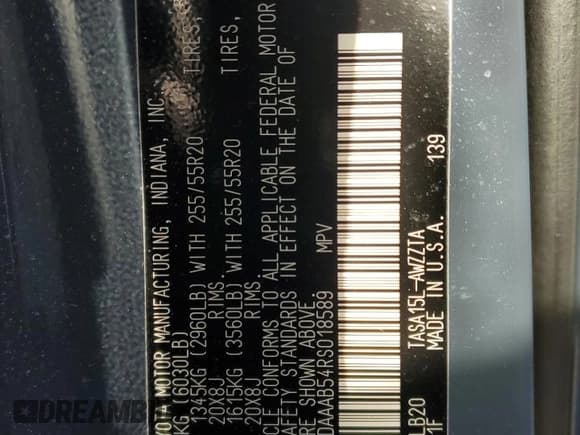 YOTA MOTOR MANUFACTURING, INDIANA, INC.
KG (6030LB)
1345KG (2960LB) WITH 255/55R20 TIRES,
20X8J RIMS.
1615KG (3560LB) WITH 255/55R20 TIRES,
20X8J RIMS.
CLE CONFORMS TO ALL APPLICABLE FEDERAL MOTOR
AFETY STANDARDS IN EFFECT ON THE DATE OF
RE SHOWN ABOVE.
DAAAB54RS018589 MPV
LB20 TASA15L-AWZZTA
1F MADE IN U.S.A. 139
DREAMB